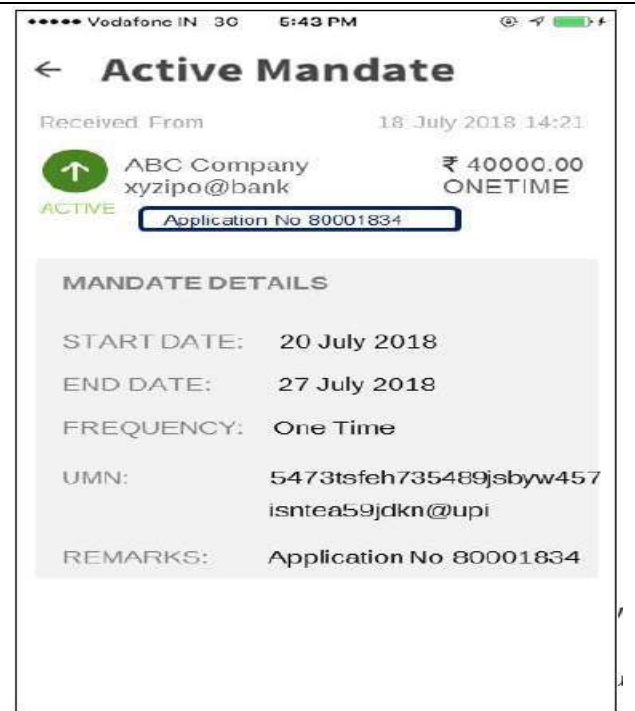 Vodafone IN 3G 5:43 PM
← Active Mandate
Received From 18 July 2018 14:21
ABC Company ₹ 40000.00
xyzipo@bank ONETIME
ACTIVE
Application No 80001834
MANDATE DETAILS
START DATE: 20 July 2018
END DATE: 27 July 2018
FREQUENCY: One Time
UMN: 5473tsfeh735489jsbyw457
isntea59jdkn@upi
REMARKS: Application No 80001834